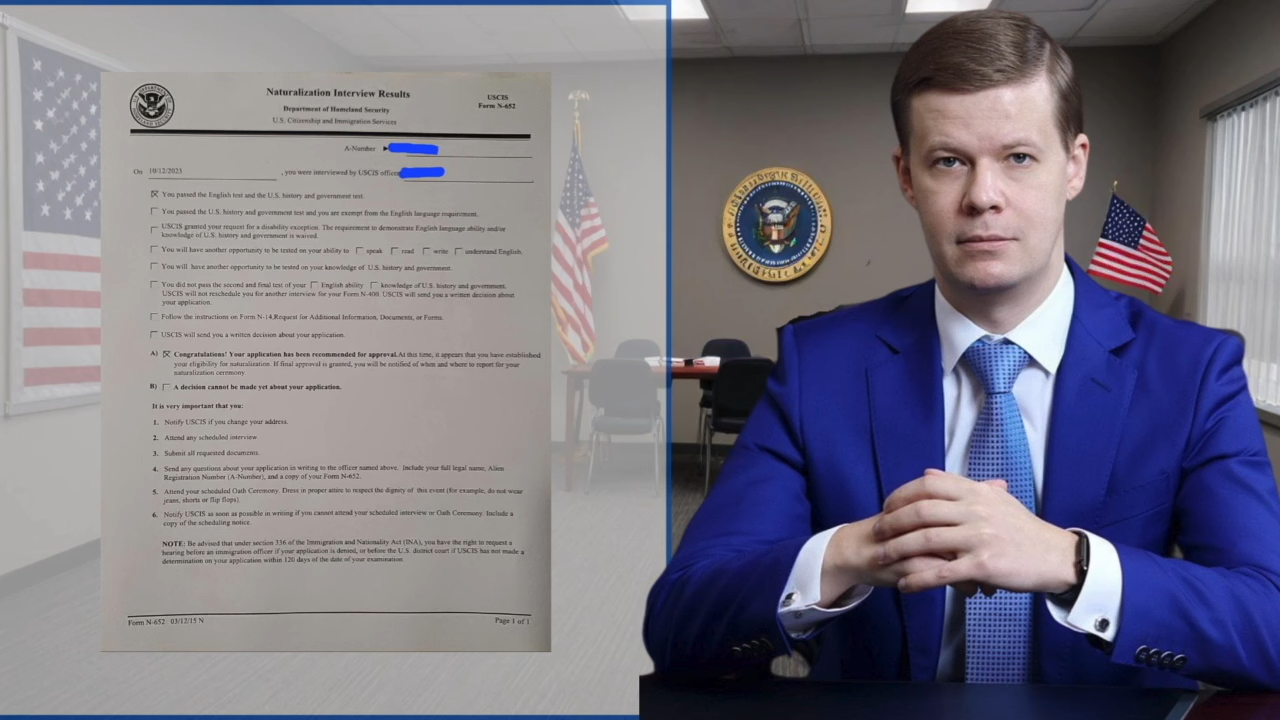 Naturalization Interview Results
Department of Homeland Security
U.S. Citizenship and Immigration Services
USCIS
Form N-652
A-Number ►
On 10/12/2023 , you were interviewed by USCIS officer
You passed the English test and the U.S. history and government test.
You passed the U.S. history and government test and you are exempt from the English language requirement.
USCIS granted your request for a disability exception. The requirement to demonstrate English language ability and/or
knowledge of U.S. history and government is waived.
You will have another opportunity to be tested on your ability to speak read write understand English.
You will have another opportunity to be tested on your knowledge of U.S. history and government.
You did not pass the second and final test of your English ability knowledge of U.S. history and government.
USCIS will not reschedule you for another interview for your Form N-400. USCIS will send you a written decision about
your application.
Follow the instructions on Form N-14,Request for Additional Information, Documents, or Forms.
USCIS will send you a written decision about your application.
A) Congratulations! Your application has been recommended for approval.At this time, it appears that you have established
your eligibility for naturalization. If final approval is granted, you will be notified of when and where to report for your
naturalization ceremony
B) A decision cannot be made yet about your application.
It is very important that you:
1. Notify USCIS if you change your address.
2. Attend any scheduled interview
3. Submit all requested documents.
4. Send any questions about your application in writing to the officer named above. Include your full legal name, Alien
Registration Number (A-Number), and a copy of your Form N-652.
5. Attend your scheduled Oath Ceremony. Dress in proper attire to respect the dignity of this event (for example, do not wear
jeans, shorts or flip flops).
6. Notify USCIS as soon as possible in writing if you cannot attend your scheduled interview or Oath Ceremony. Include a
copy of the scheduling notice.
NOTE: Be advised that under section 336 of the Immigration and Nationality Act (INA), you have the right to request a
hearing before an immigration officer if your application is denied, or before the U.S. district court if USCIS has not made a
determination on your application within 120 days of the date of your examination.
Form N-652 03/12/15 N
Page 1 of 1